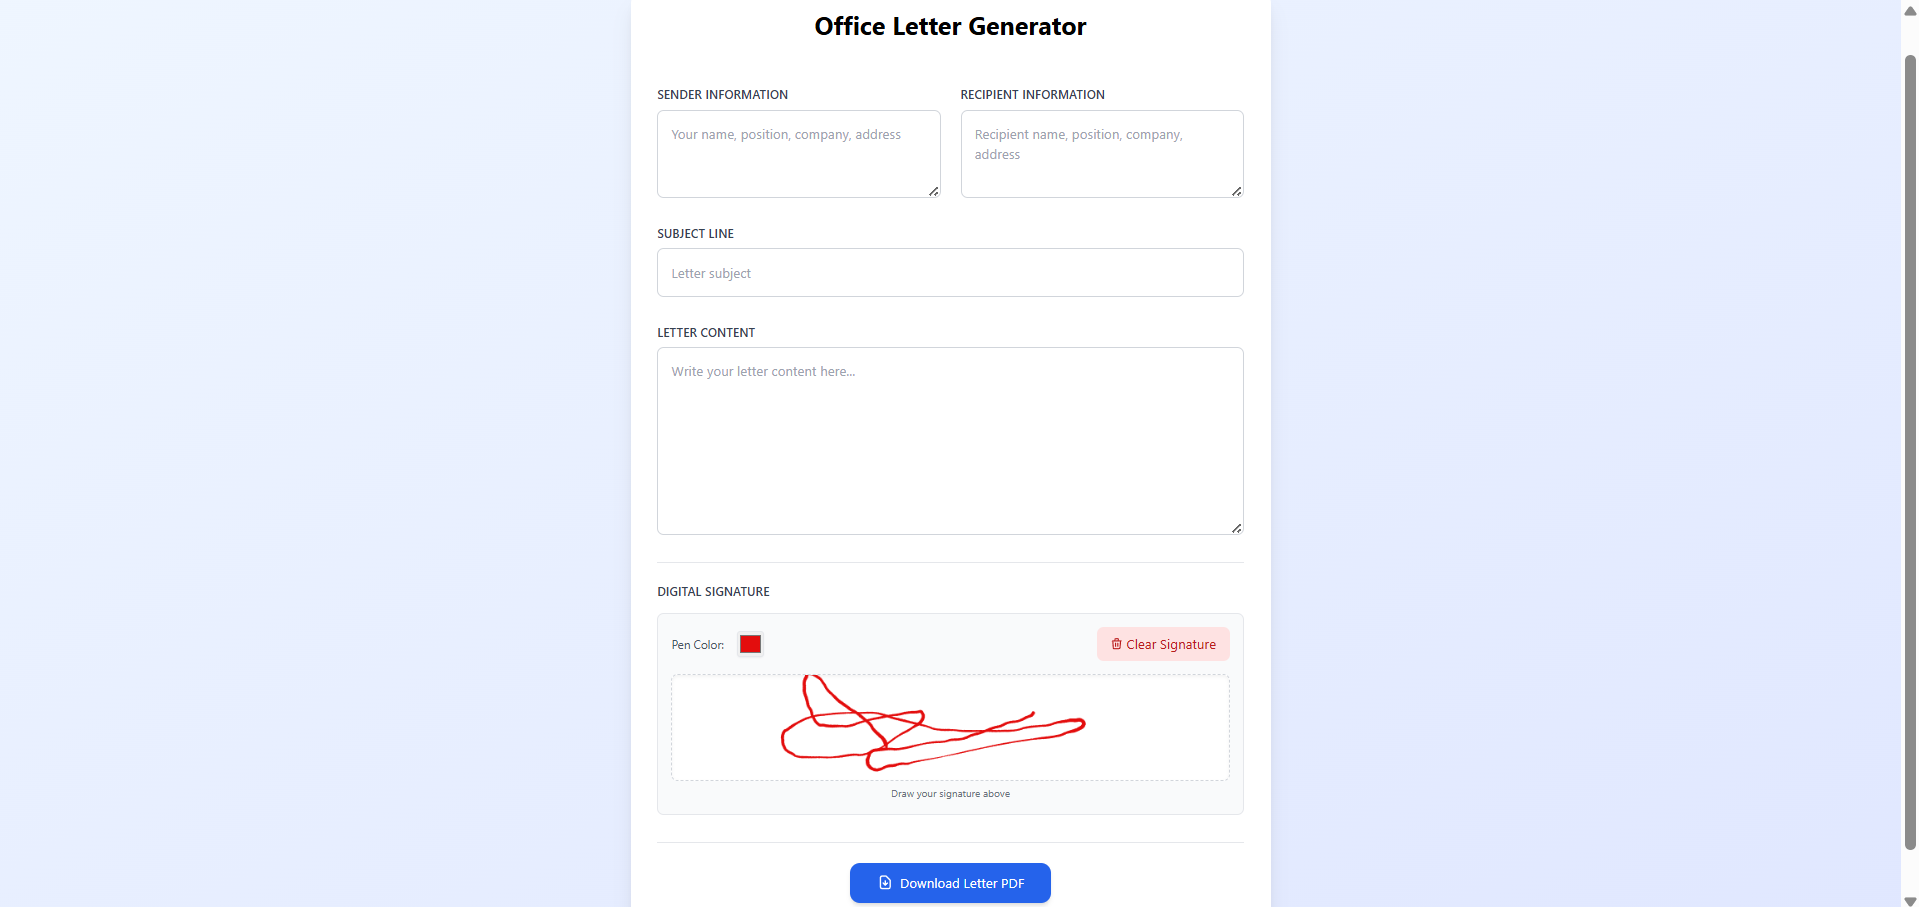 Office Letter Generator
SENDER INFORMATION
Your name, position, company, address
RECIPIENT INFORMATION
Recipient name, position, company,
address
SUBJECT LINE
Letter subject
LETTER CONTENT
Write your letter content here...
DIGITAL SIGNATURE
Pen Color:
Clear Signature
Draw your signature above
Download Letter PDF